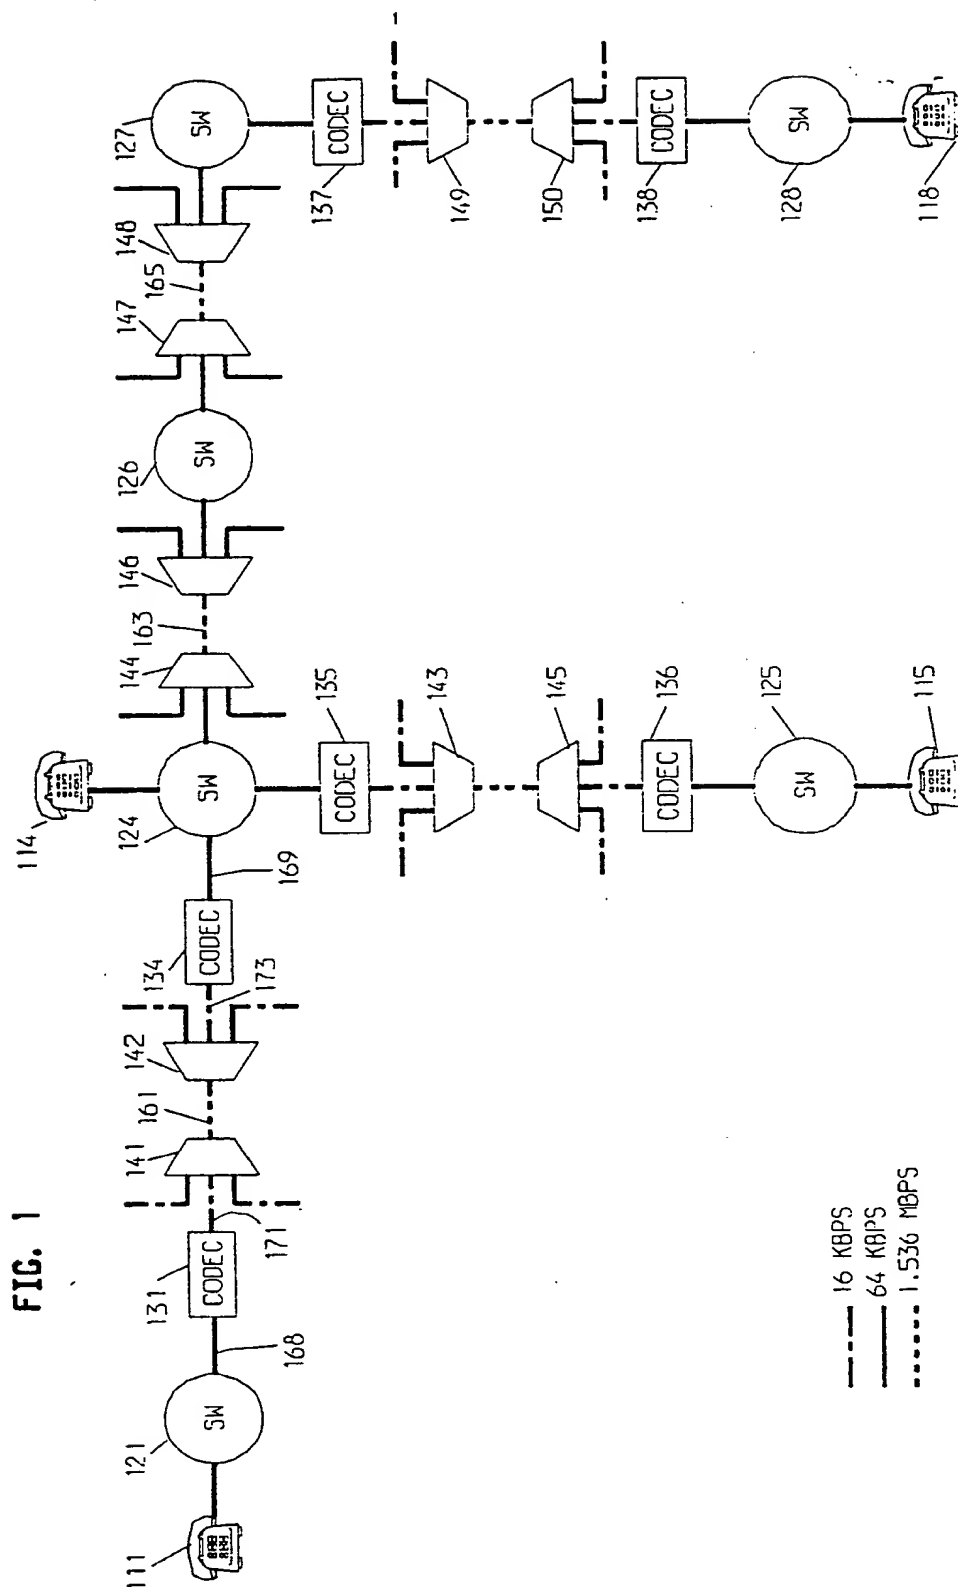 FIG. 1
111
121
SW
168
131
CODEC
171
141
161
142
173
134
CODEC
169
114
124
SW
144
163
146
126
SW
147
165
148
127
SW
135
CODEC
143
145
136
CODEC
125
SW
115
137
CODEC
149
150
138
CODEC
128
SW
118
16 KBPS
64 KBPS
1.536 MBPS